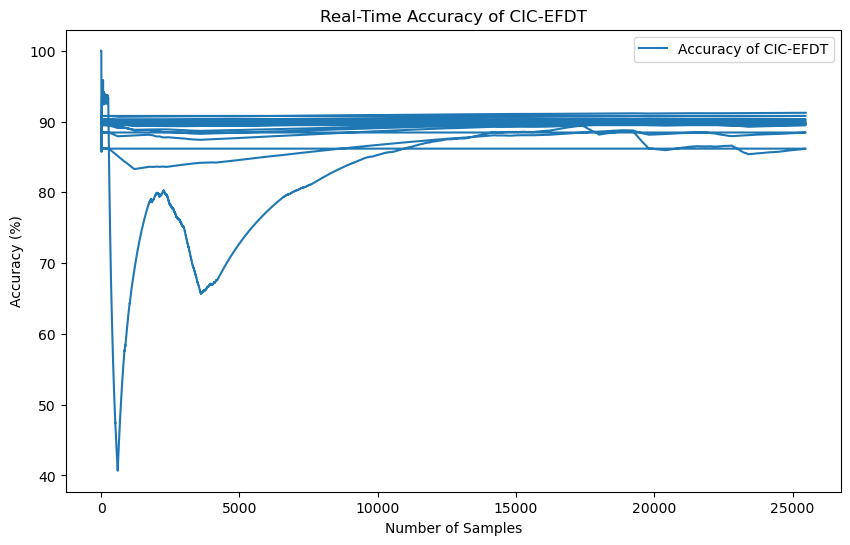 Real-Time Accuracy of CIC-EFDT
Accuracy of CIC-EFDT
100
90
80
70
60
50
40
Accuracy (%)
0 5000 10000 15000 20000 25000
Number of Samples